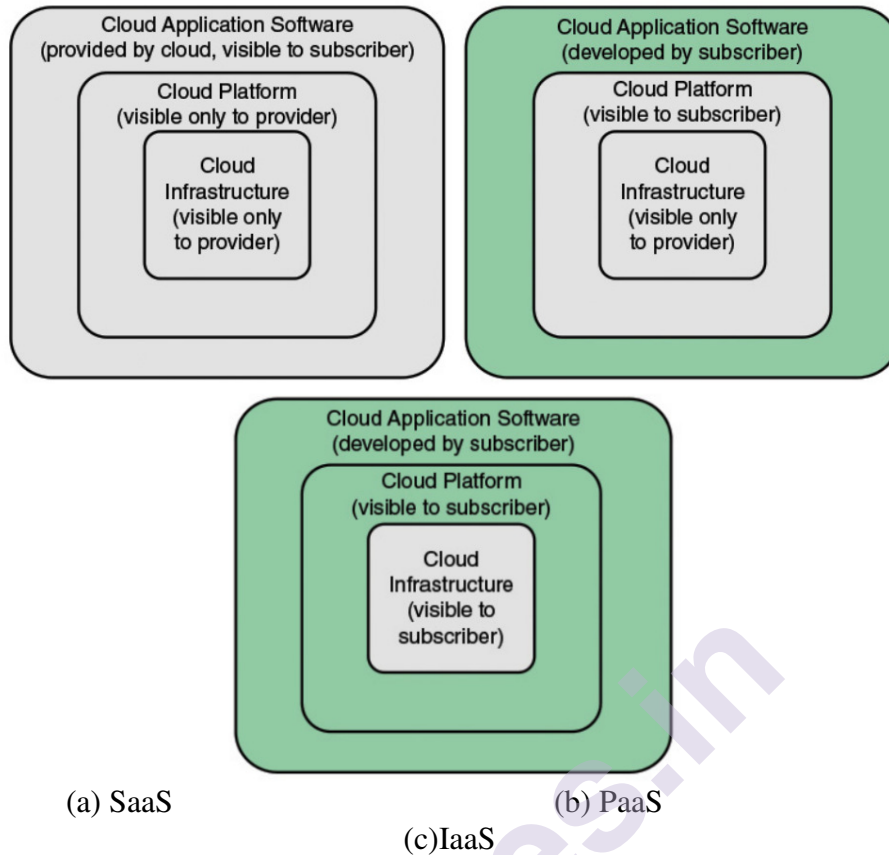 Cloud Application Software
(provided by cloud, visible to subscriber)
Cloud Platform
(visible only to provider)
Cloud
Infrastructure
(visible only
to provider)
Cloud Application Software
(developed by subscriber)
Cloud Platform
(visible to subscriber)
Cloud
Infrastructure
(visible only
to provider)
Cloud Application Software
(developed by subscriber)
Cloud Platform
(visible to subscriber)
Cloud
Infrastructure
(visible to
subscriber)
(a) SaaS
(b) PaaS
(c)IaaS
es.in